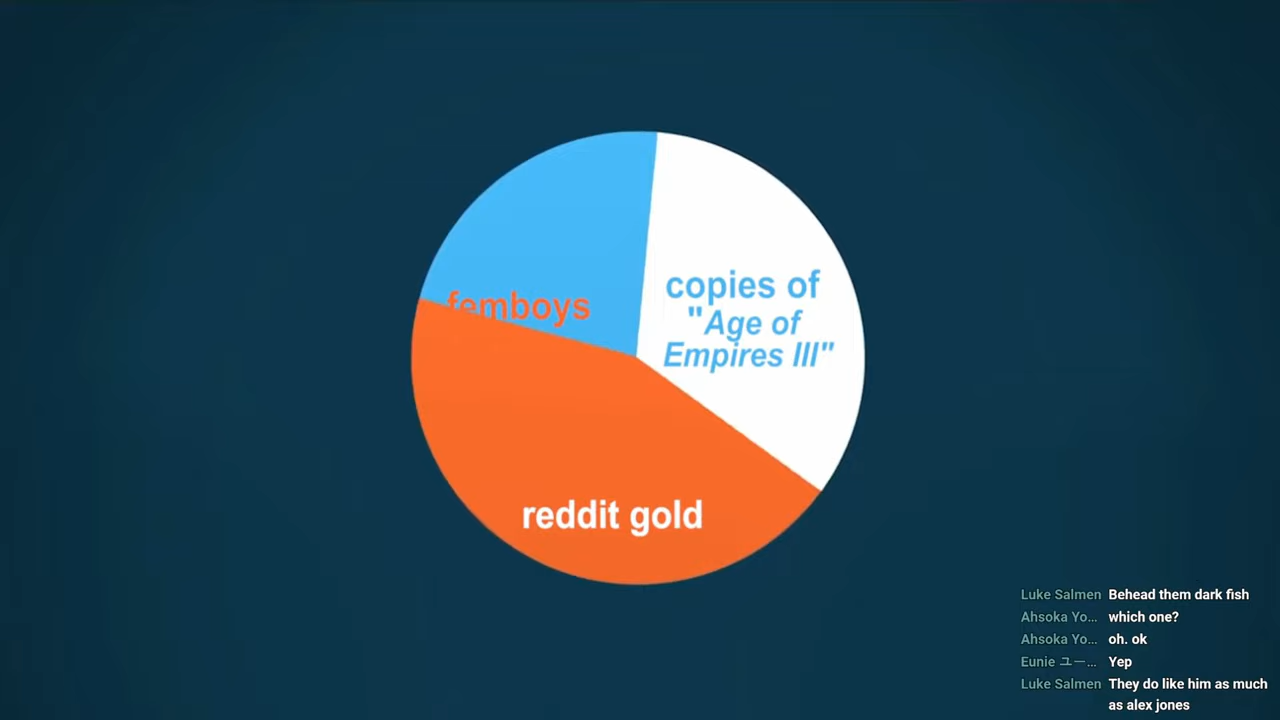 copies of
"Age of
Empires III"
femboys
reddit gold
Luke Salmen Behead them dark fish
Ahsoka Yo... which one?
Ahsoka Yo... oh. ok
Eunie ユー... Yep
Luke Salmen They do like him as much
as alex jones